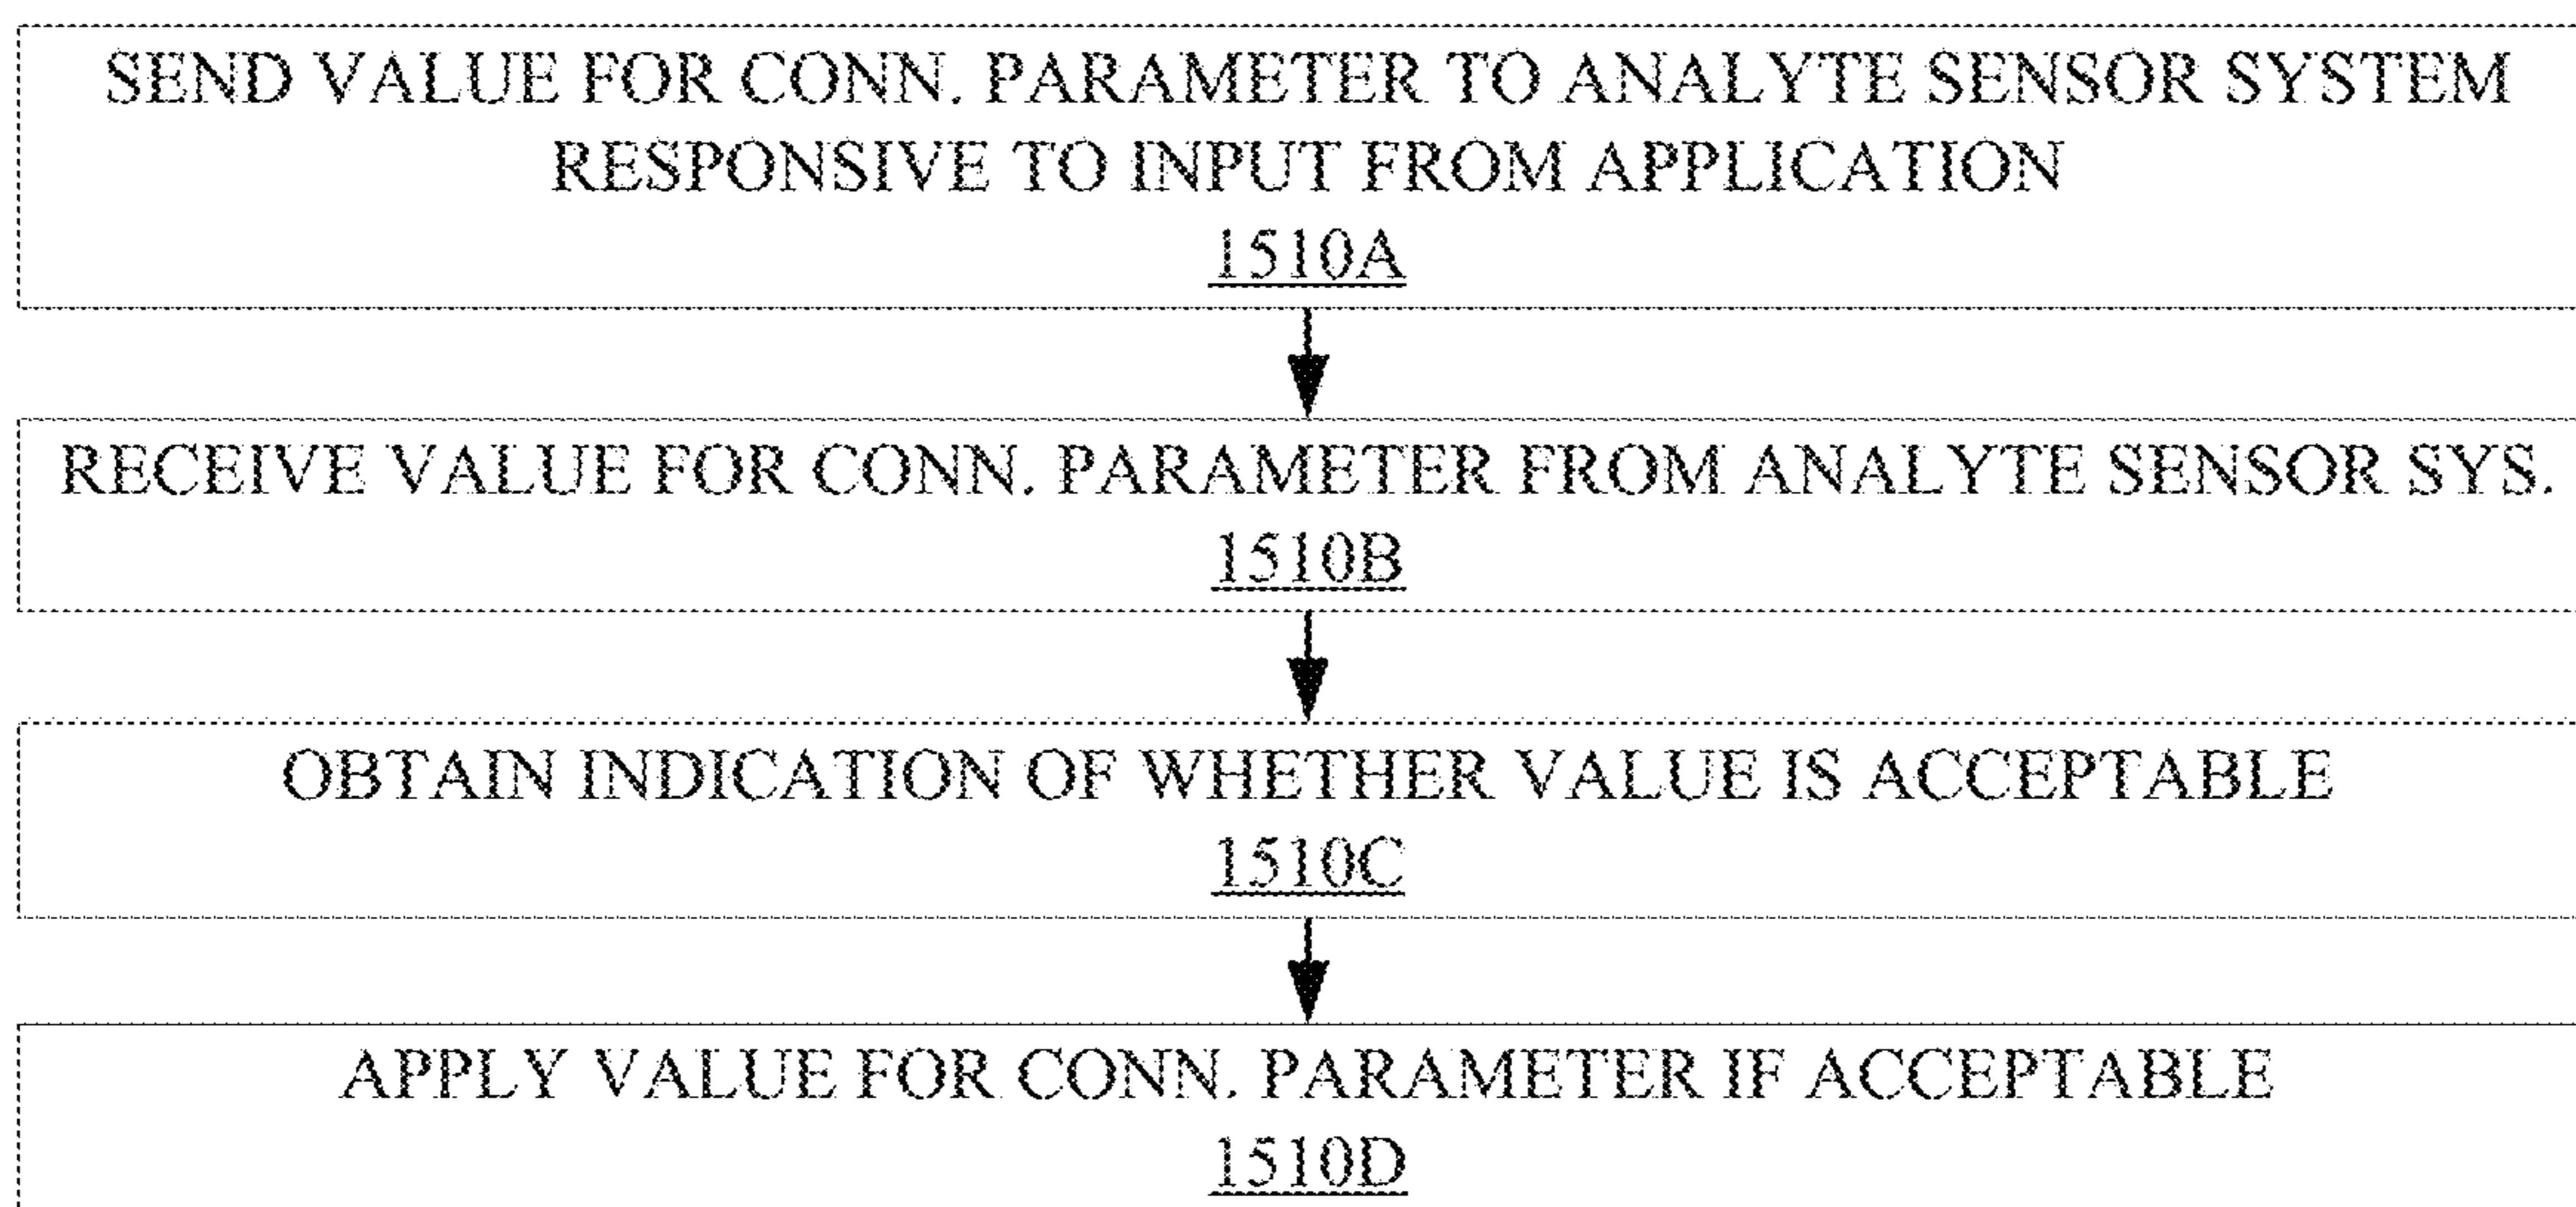 SEND VALUE FOR CONN. PARAMETER TO ANALYTE SENSOR SYSTEM
RESPONSIVE TO INPUT FROM APPLICATION
1510A
RECEIVE VALUE FOR CONN. PARAMETER FROM ANALYTE SENSOR SYS.
1510B
OBTAIN INDICATION OF WHETHER VALUE IS ACCEPTABLE
1510C
APPLY VALUE FOR CONN. PARAMETER IF ACCEPTABLE
1510D